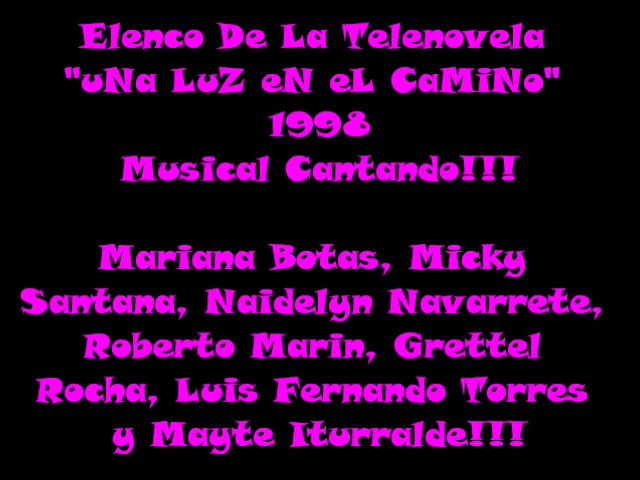 Elenco De La Telenovela
"uNa LuZ eN eL CaMiNo"
1998
Musical Cantando!!!
Mariana Botas, Micky
Santana, Naidelyn Navarrete,
Roberto Marin, Grettel
Rocha, Luis Fernando Torres
y Mayte Iturralde!!!